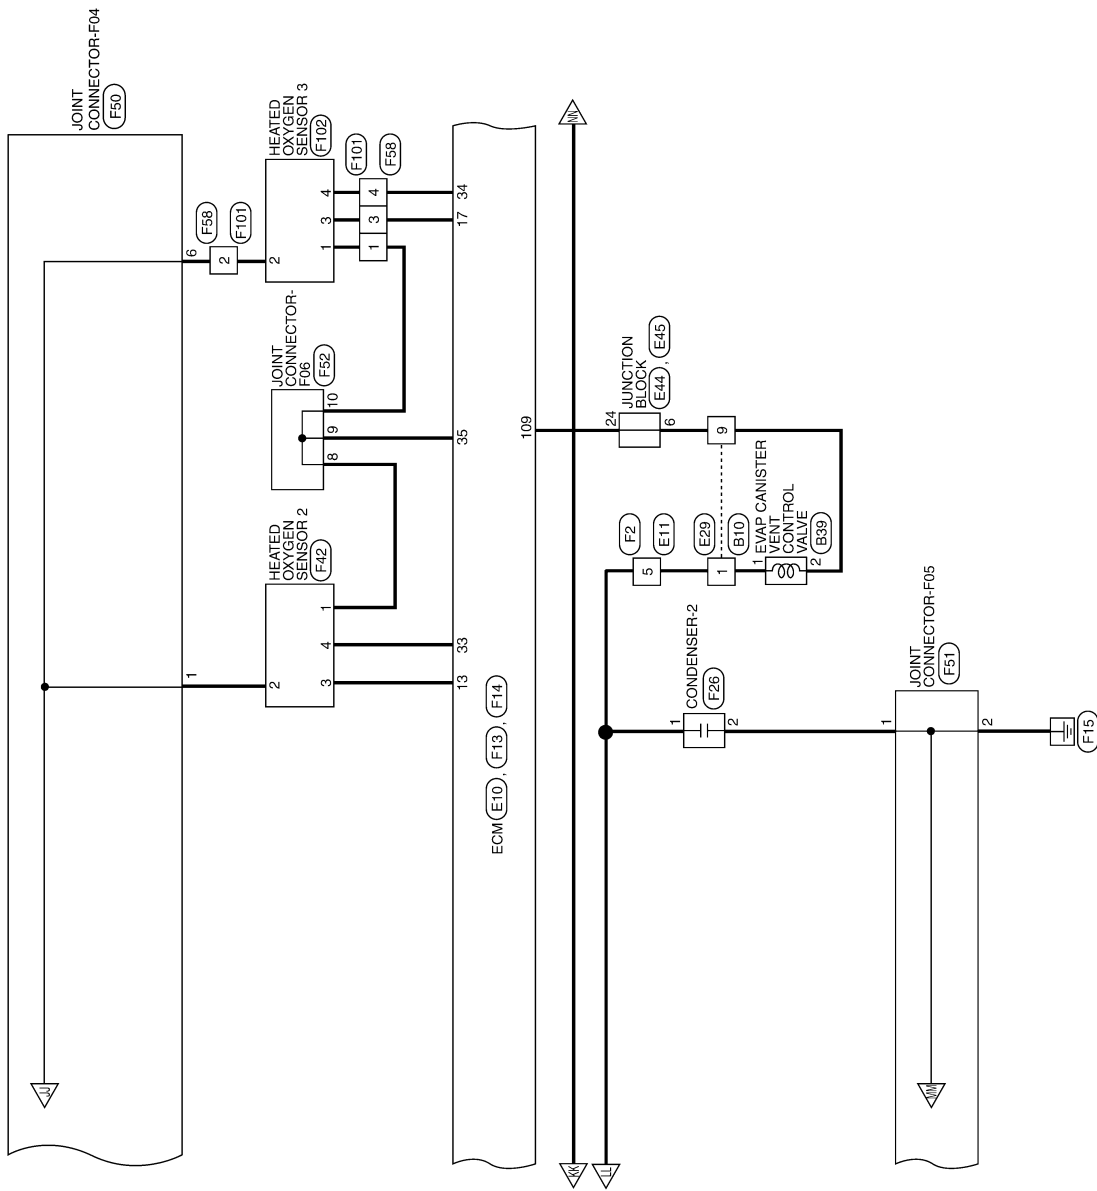 JOINT
CONNECTOR-F04
F50
6
F58
2
F101
1
HEATED
OXYGEN
SENSOR 3
F102
2
1
3
4
F101
1
3
4
F58
JOINT
CONNECTOR-
F06
F52
8
9
10
HEATED
OXYGEN
SENSOR 2
F42
2
3
4
1
13
33
35
17
34
ECM E10 , F13 , F14
109
JJ
KK
LL
MM
NN
24
JUNCTION
BLOCK
E44 , E45
6
9
F2
5
E11
E29
1
B10
1
EVAP CANISTER
VENT
CONTROL
VALVE
B39
2
CONDENSER-2
F26
1
2
JOINT
CONNECTOR-F05
F51
1
2
F15